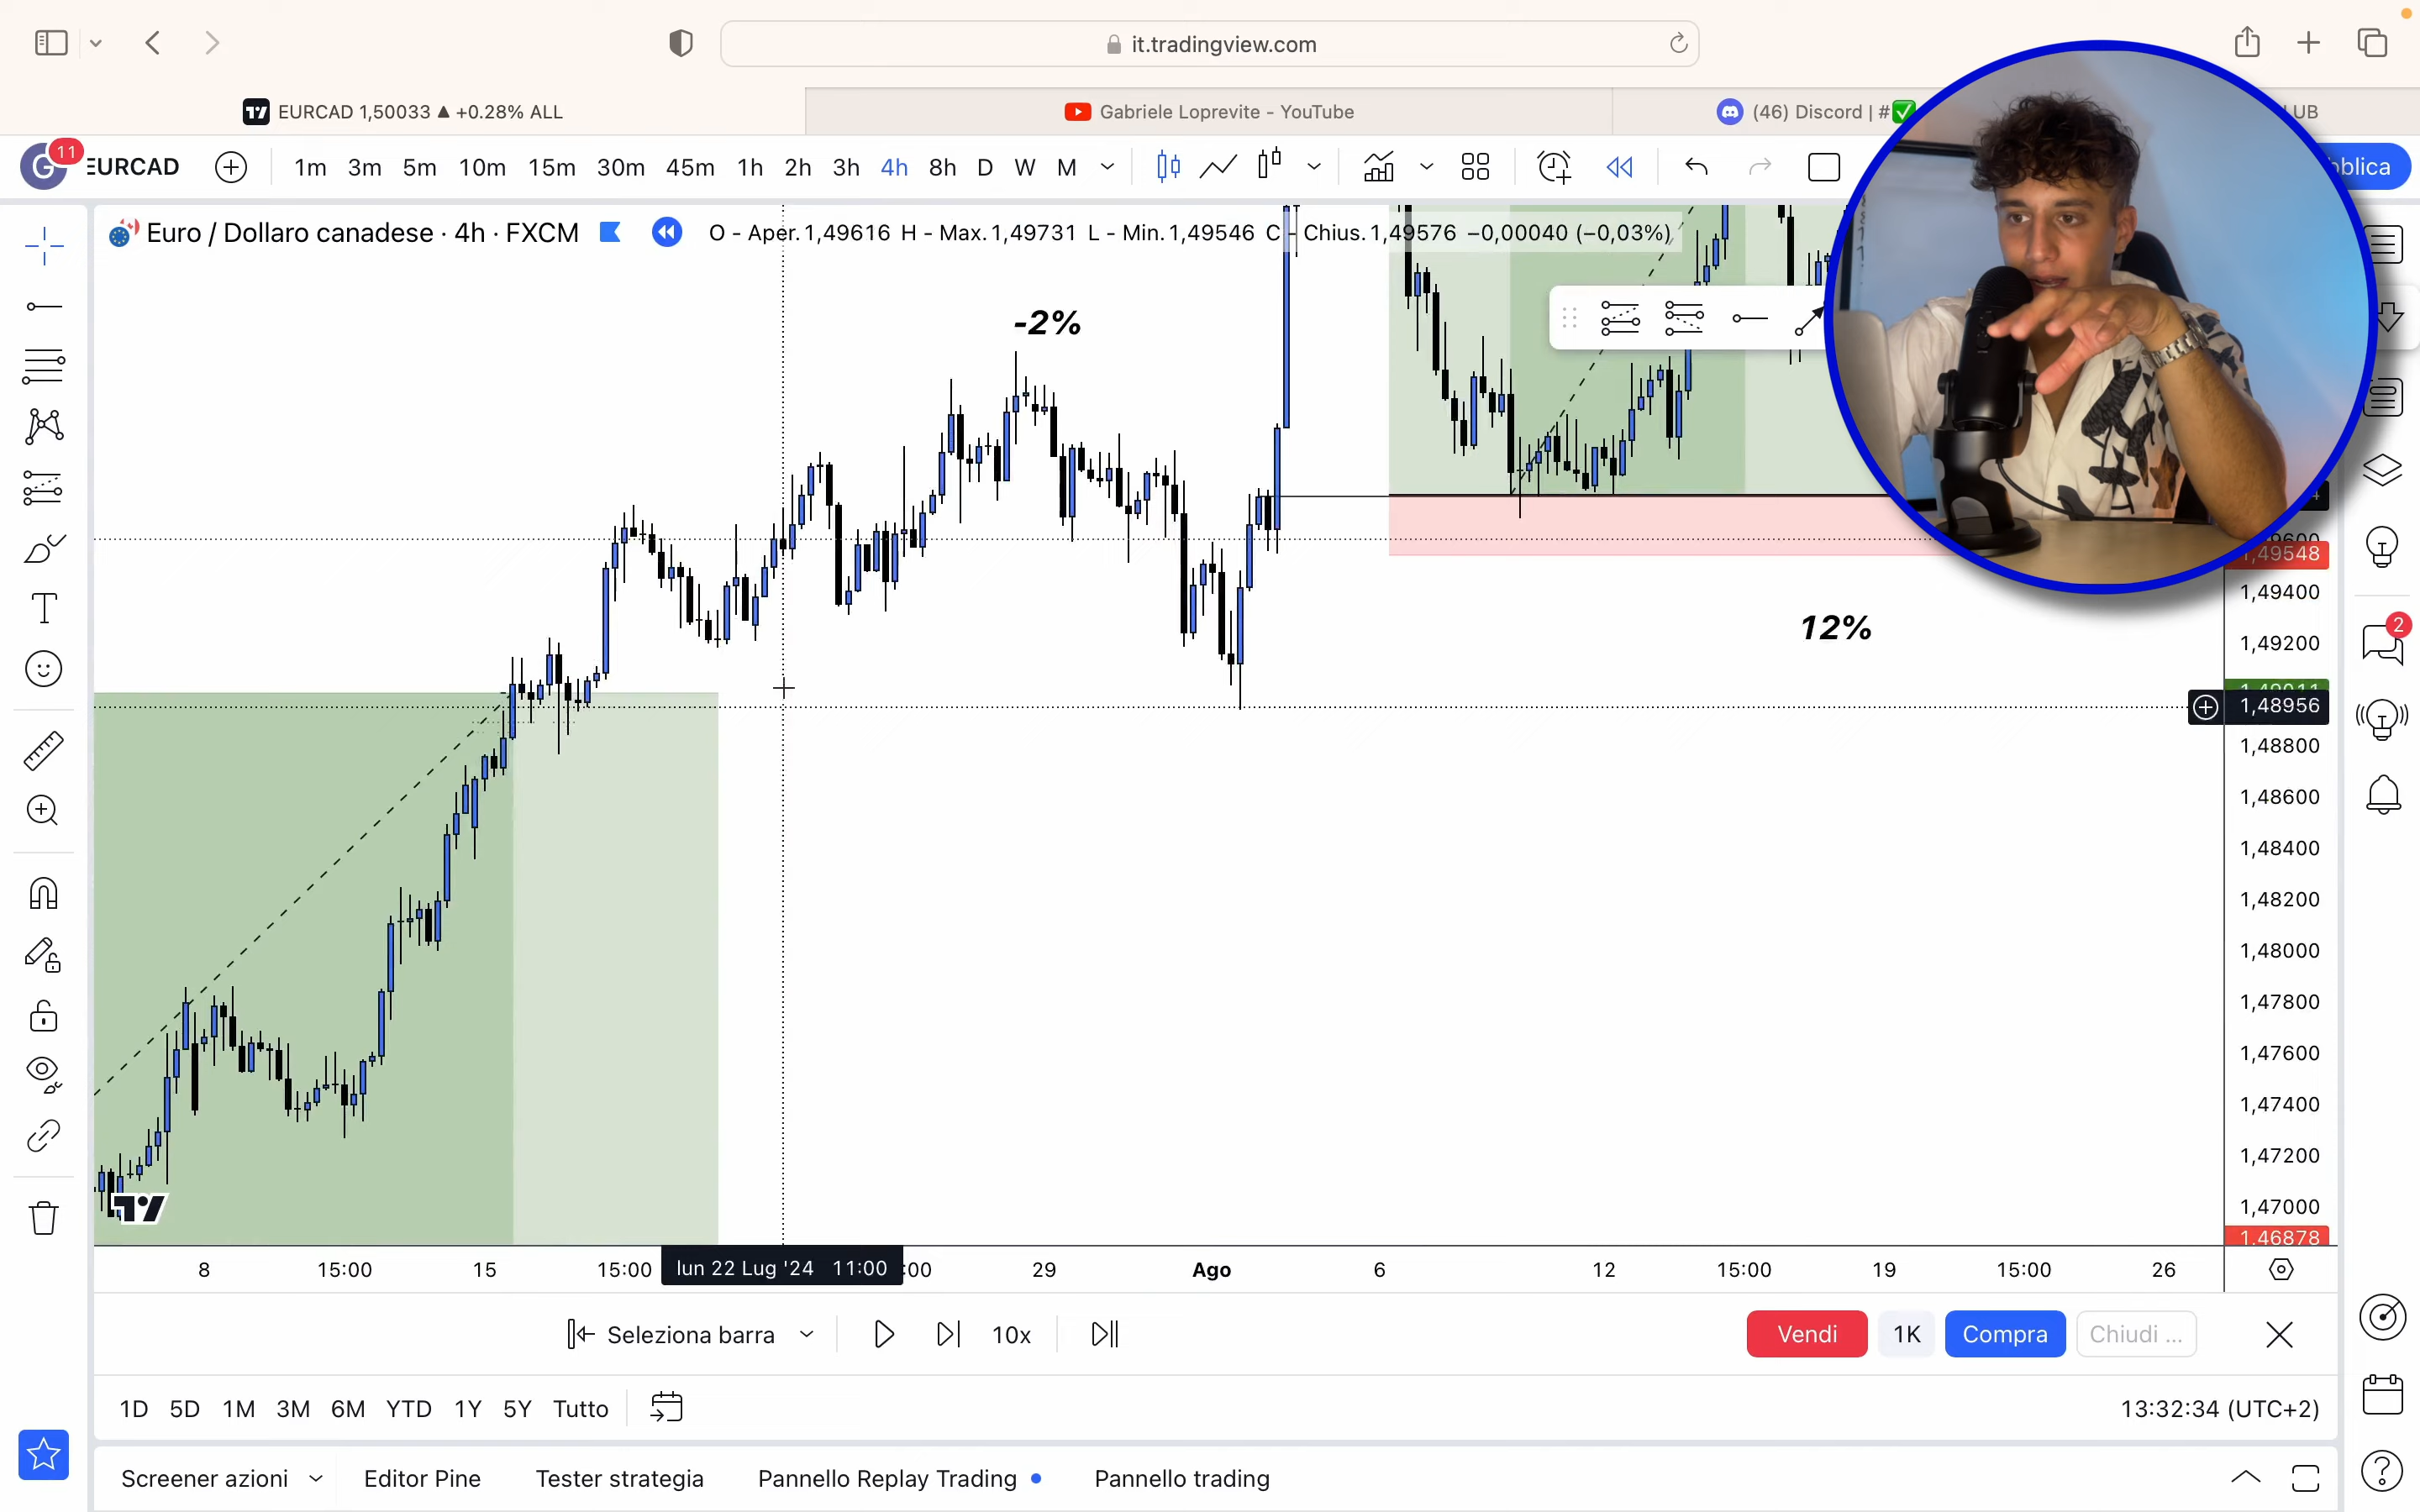 it.tradingview.com
EURCAD 1,50033 ▲ +0.28% ALL
Gabriele Loprevite - YouTube
(46) Discord | #✅
LUB
G
11
EURCAD
1m 3m 5m 10m 15m 30m 45m 1h 2h 3h 4h 8h D W M
bblica
Euro / Dollaro canadese · 4h · FXCM
O - Aper. 1,49616 H - Max. 1,49731 L - Min. 1,49546 C - Chius. 1,49576 −0,00040 (−0,03%)
-2%
12%
1,49548
1,49400
1,49200
2
1,48956
1,48800
1,48600
1,48400
1,48200
1,48000
1,47800
1,47600
1,47400
1,47200
1,47000
1,46878
8 15:00 15 15:00 lun 22 Lug '24 11:00 :00 29 Ago 6 12 15:00 19 15:00 26
Seleziona barra 10x Vendi 1K Compra Chiudi ...
1D 5D 1M 3M 6M YTD 1Y 5Y Tutto 13:32:34 (UTC+2)
Screener azioni Editor Pine Tester strategia Pannello Replay Trading Pannello trading